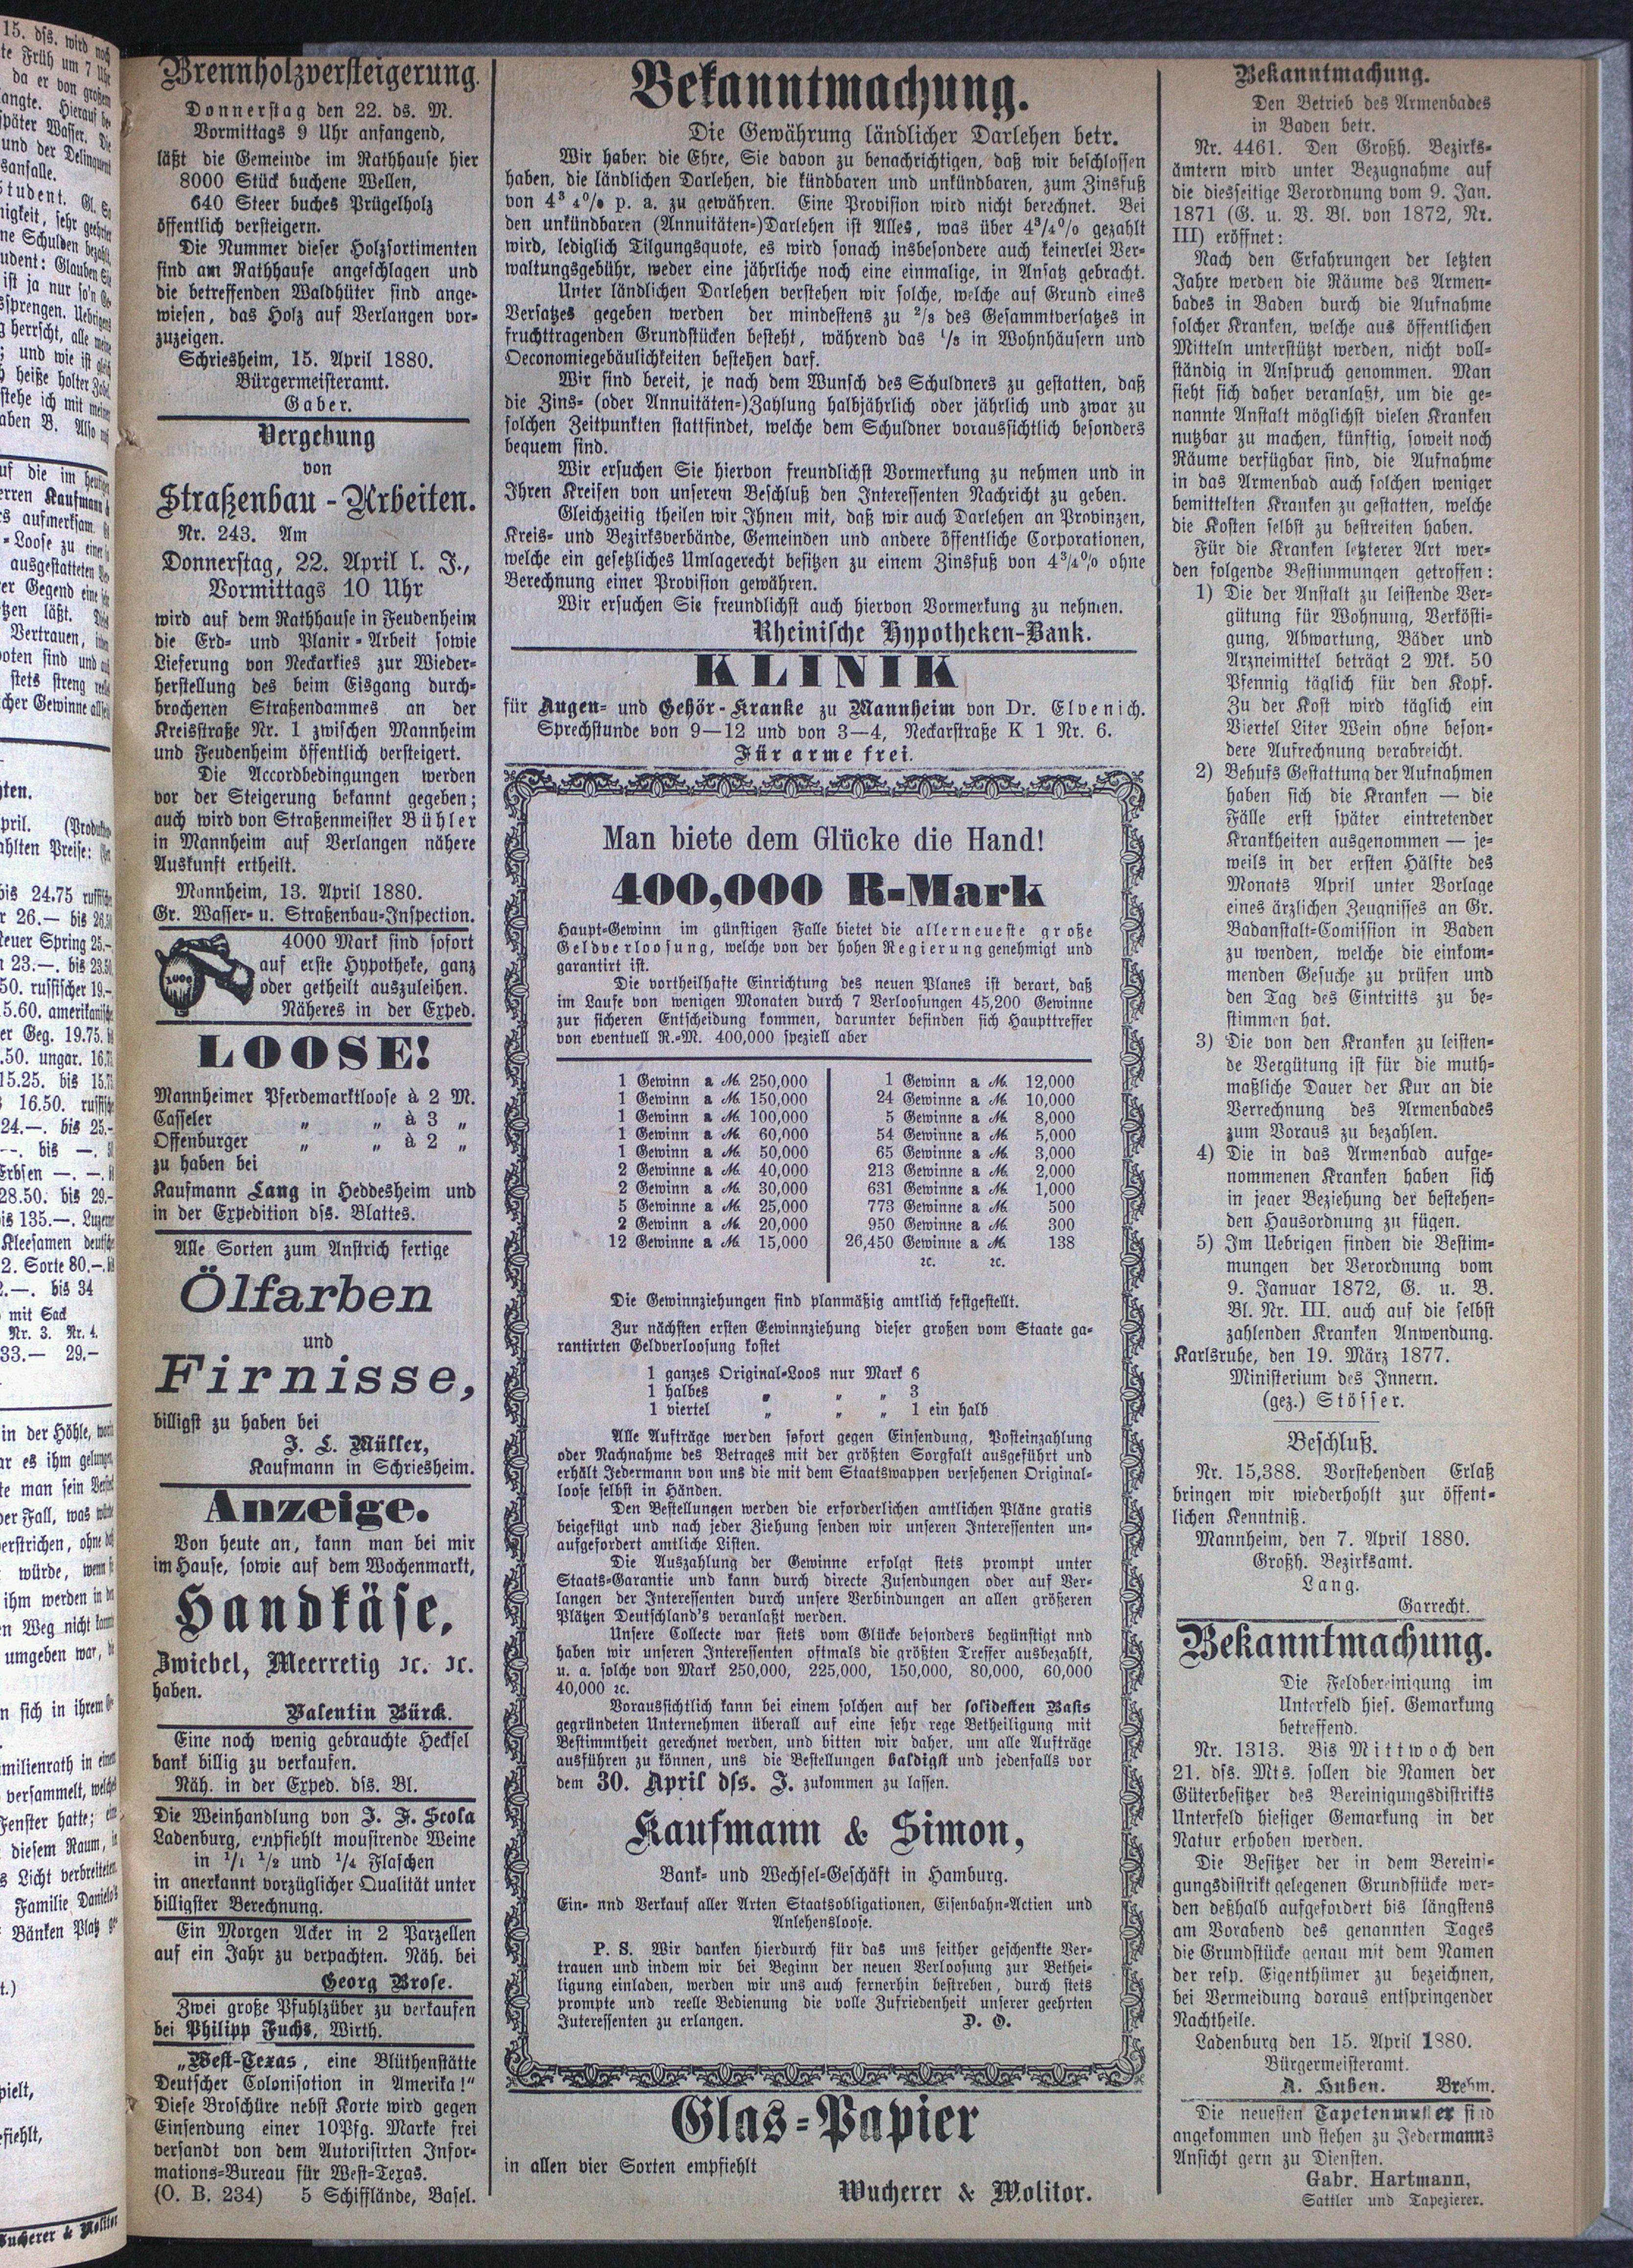 Brennholzversteigerung.
Donnerstag den 22. ds. M.
Vormittags 9 Uhr anfangend,
läßt die Gemeinde im Rathhause hier
8000 Stück buchene Wellen,
640 Steer buches Prügelholz
öffentlich versteigern.
Die Nummer dieser Holzsortimenten
sind am Rathhause angeschlagen und
die betreffenden Waldhüter sind ange-
wiesen, das Holz auf Verlangen vor-
zuzeigen.
Schriesheim, 15. April 1880.
Bürgermeisteramt.
Gaber.
Vergebung
von
Straßenbau-Arbeiten.
Nr. 243. Am
Donnerstag, 22. April l. J.,
Vormittags 10 Uhr
wird auf dem Rathhause in Feudenheim
die Erd- und Planir-Arbeit sowie
Lieferung von Neckarkies zur Wieder-
herstellung des beim Eisgang durch-
brochenen Straßendammes an der
Kreisstraße Nr. 1 zwischen Mannheim
und Feudenheim öffentlich versteigert.
Die Accordbedingungen werden
vor der Steigerung bekannt gegeben;
auch wird von Straßenmeister Bühler
in Mannheim auf Verlangen nähere
Auskunft ertheilt.
Mannheim, 13. April 1880.
Gr. Wasser- u. Straßenbau-Inspection.
4000 Mark sind sofort
auf erste Hypotheke, ganz
oder getheilt auszuleihen.
Näheres in der Exped.
LOOSE!
Mannheimer Pferdemarktloose à 2 M.
Casseler „ „ à 3 „
Offenburger „ „ à 2 „
zu haben bei
Kaufmann Lang in Heddesheim und
in der Expedition dss. Blattes.
Alle Sorten zum Anstrich fertige
Ölfarben
und
Firnisse,
billigst zu haben bei
J. L. Müller,
Kaufmann in Schriesheim.
Anzeige.
Von heute an, kann man bei mir
im Hause, sowie auf dem Wochenmarkt,
Handkäse,
Zwiebel, Meerretig ꝛc. ꝛc.
haben.
Valentin Bürck.
Eine noch wenig gebrauchte Hecksel
bank billig zu verkaufen.
Näh. in der Exped. dss. Bl.
Die Weinhandlung von J. F. Scola
Ladenburg, empfiehlt mousirende Weine
in 1/1 1/2 und 1/4 Flaschen
in anerkannt vorzüglicher Qualität unter
billigster Berechnung.
Ein Morgen Acker in 2 Parzellen
auf ein Jahr zu verpachten. Näh. bei
Georg Brose.
Zwei große Pfuhlzüber zu verkaufen
bei Philipp Fuchs, Wirth.
„West-Texas, eine Blüthenstätte
Deutscher Colonisation in Amerika!“
Diese Broschüre nebst Korte wird gegen
Einsendung einer 10Pfg. Marke frei
versandt von dem Autorisirten Infor-
mations-Bureau für West-Texas.
(O. B. 234) 5 Schifflände, Basel.
Bekanntmachung.
Die Gewährung ländlicher Darlehen betr.
Wir haben die Ehre, Sie davon zu benachrichtigen, daß wir beschlossen
haben, die ländlichen Darlehen, die kündbaren und unkündbaren, zum Zinsfuß
von 4³ ₄% p. a. zu gewähren. Eine Provision wird nicht berechnet. Bei
den unkündbaren (Annuitäten-)Darlehen ist Alles, was über 4³/₄% gezahlt
wird, lediglich Tilgungsquote, es wird sonach insbesondere auch keinerlei Ver-
waltungsgebühr, weder eine jährliche noch eine einmalige, in Ansatz gebracht.
Unter ländlichen Darlehen verstehen wir solche, welche auf Grund eines
Versatzes gegeben werden der mindestens zu ²/₃ des Gesammtversatzes in
fruchttragenden Grundstücken besteht, während das ¹/₃ in Wohnhäusern und
Oeconomiegebäulichkeiten bestehen darf.
Wir sind bereit, je nach dem Wunsch des Schuldners zu gestatten, daß
die Zins- (oder Annuitäten-)Zahlung halbjährlich oder jährlich und zwar zu
solchen Zeitpunkten stattfindet, welche dem Schuldner voraussichtlich besonders
bequem sind.
Wir ersuchen Sie hiervon freundlichst Vormerkung zu nehmen und in
Ihren Kreisen von unserem Beschluß den Interessenten Nachricht zu geben.
Gleichzeitig theilen wir Ihnen mit, daß wir auch Darlehen an Provinzen,
Kreis- und Bezirksverbände, Gemeinden und andere öffentliche Corporationen,
welche ein gesetzliches Umlagerecht besitzen zu einem Zinsfuß von 4³/₄% ohne
Berechnung einer Provision gewähren.
Wir ersuchen Sie freundlichst auch hiervon Vormerkung zu nehmen.
Rheinische Hypotheken-Bank.
KLINIK
für Augen- und Gehör-Kranke zu Mannheim von Dr. Elvenich.
Sprechstunde von 9—12 und von 3—4, Neckarstraße K 1 Nr. 6.
Für arme frei.
Man biete dem Glücke die Hand!
400,000 R-Mark
Haupt-Gewinn im günstigen Falle bietet die allerneueste große
Geldverloosung, welche von der hohen Regierung genehmigt und
garantirt ist.
Die vortheilhafte Einrichtung des neuen Planes ist derart, daß
im Laufe von wenigen Monaten durch 7 Verloosungen 45,200 Gewinne
zur sicheren Entscheidung kommen, darunter befinden sich Haupttreffer
von eventuell R.-M. 400,000 speziell aber
1 Gewinn a M. 250,000
1 Gewinn a M. 150,000
1 Gewinn a M. 100,000
1 Gewinn a M. 60,000
1 Gewinn a M. 50,000
2 Gewinne a M. 40,000
2 Gewinne a M. 30,000
5 Gewinne a M. 25,000
2 Gewinn a M. 20,000
12 Gewinne a M. 15,000
1 Gewinn a M. 12,000
24 Gewinne a M. 10,000
5 Gewinne a M. 8,000
54 Gewinne a M. 5,000
65 Gewinne a M. 3,000
213 Gewinne a M. 2,000
631 Gewinne a M. 1,000
773 Gewinne a M. 500
950 Gewinne a M. 300
26,450 Gewinne a M. 138
ꝛc. ꝛc.
Die Gewinnziehungen sind planmäßig amtlich festgestellt.
Zur nächsten ersten Gewinnziehung dieser großen vom Staate ga-
rantirten Geldverloosung kostet
1 ganzes Original-Loos nur Mark 6
1 halbes „ „ „ 3
1 viertel „ „ „ 1 ein halb
Alle Aufträge werden sofort gegen Einsendung, Posteinzahlung
oder Nachnahme des Betrages mit der größten Sorgfalt ausgeführt und
erhält Jedermann von uns die mit dem Staatswappen versehenen Original-
loose selbst in Händen.
Den Bestellungen werden die erforderlichen amtlichen Pläne gratis
beigefügt und nach jeder Ziehung senden wir unseren Interessenten un-
aufgefordert amtliche Listen.
Die Auszahlung der Gewinne erfolgt stets prompt unter
Staats-Garantie und kann durch directe Zusendungen oder auf Ver-
langen der Interessenten durch unsere Verbindungen an allen größeren
Plätzen Deutschland's veranlaßt werden.
Unsere Collecte war stets vom Glücke besonders begünstigt nnd
haben wir unseren Interessenten oftmals die größten Treffer ausbezahlt,
u. a. solche von Mark 250,000, 225,000, 150,000, 80,000, 60,000
40,000 ꝛc.
Voraussichtlich kann bei einem solchen auf der solidesten Basis
gegründeten Unternehmen überall auf eine sehr rege Betheiligung mit
Bestimmtheit gerechnet werden, und bitten wir daher, um alle Aufträge
ausführen zu können, uns die Bestellungen baldigst und jedenfalls vor
dem 30. April dss. J. zukommen zu lassen.
Kaufmann & Simon,
Bank- und Wechsel-Geschäft in Hamburg.
Ein- nnd Verkauf aller Arten Staatsobligationen, Eisenbahn-Actien und
Anlehensloose.
P. S. Wir danken hierdurch für das uns seither geschenkte Ver-
trauen und indem wir bei Beginn der neuen Verloosung zur Bethei-
ligung einladen, werden wir uns auch fernerhin bestreben, durch stets
prompte und reelle Bedienung die volle Zufriedenheit unserer geehrten
Interessenten zu erlangen. D. O.
Glas-Papier
in allen vier Sorten empfiehlt
Wucherer & Molitor.
Bekanntmachung.
Den Betrieb des Armenbades
in Baden betr.
Nr. 4461. Den Großh. Bezirks-
ämtern wird unter Bezugnahme auf
die diesseitige Verordnung vom 9. Jan.
1871 (G. u. V. Bl. von 1872, Nr.
III) eröffnet:
Nach den Erfahrungen der letzten
Jahre werden die Räume des Armen-
bades in Baden durch die Aufnahme
solcher Kranken, welche aus öffentlichen
Mitteln unterstützt werden, nicht voll-
ständig in Anspruch genommen. Man
sieht sich daher veranlaßt, um die ge-
nannte Anstalt möglichst vielen Kranken
nutzbar zu machen, künftig, soweit noch
Räume verfügbar sind, die Aufnahme
in das Armenbad auch solchen weniger
bemittelten Kranken zu gestatten, welche
die Kosten selbst zu bestreiten haben.
Für die Kranken letzterer Art wer-
den folgende Bestimmungen getroffen:
1) Die der Anstalt zu leistende Ver-
gütung für Wohnung, Verkösti-
gung, Abwartung, Bäder und
Arzneimittel beträgt 2 Mk. 50
Pfennig täglich für den Kopf.
Zu der Kost wird täglich ein
Viertel Liter Wein ohne beson-
dere Aufrechnung verabreicht.
2) Behufs Gestattung der Aufnahmen
haben sich die Kranken — die
Fälle erst später eintretender
Krankheiten ausgenommen — je-
weils in der ersten Hälfte des
Monats April unter Vorlage
eines ärzlichen Zeugnisses an Gr.
Badanstalt-Comission in Baden
zu wenden, welche die einkom-
menden Gesuche zu prüfen und
den Tag des Eintritts zu be-
stimmen hat.
3) Die von den Kranken zu leisten-
de Vergütung ist für die muth-
maßliche Dauer der Kur an die
Verrechnung des Armenbades
zum Voraus zu bezahlen.
4) Die in das Armenbad aufge-
nommenen Kranken haben sich
in jeder Beziehung der bestehen-
den Hausordnung zu fügen.
5) Im Uebrigen finden die Bestim-
mungen der Verordnung vom
9. Januar 1872, G. u. V.
Bl. Nr. III. auch auf die selbst
zahlenden Kranken Anwendung.
Karlsruhe, den 19. März 1877.
Ministerium des Innern.
(gez.) Stösser.
Beschluß.
Nr. 15,388. Vorstehenden Erlaß
bringen wir wiederhohlt zur öffent-
lichen Kenntniß.
Mannheim, den 7. April 1880.
Großh. Bezirksamt.
Lang.
Garrecht.
Bekanntmachung.
Die Feldbereinigung im
Unterfeld hies. Gemarkung
betreffend.
Nr. 1313. Bis Mittwoch den
21. dss. Mts. sollen die Namen der
Güterbesitzer des Bereinigungsdistrikts
Unterfeld hiesiger Gemarkung in der
Natur erhoben werden.
Die Besitzer der in dem Bereini-
gungsdistrikt gelegenen Grundstücke wer-
den deßhalb aufgefordert bis längstens
am Vorabend des genannten Tages
die Grundstücke genau mit dem Namen
der resp. Eigenthümer zu bezeichnen,
bei Vermeidung daraus entspringender
Nachtheile.
Ladenburg den 15. April 1880.
Bürgermeisteramt.
A. Huben. Brehm.
Die neuesten Tapetenmuster sind
angekommen und stehen zu Jedermanns
Ansicht gern zu Diensten.
Gabr. Hartmann,
Sattler und Tapezierer.